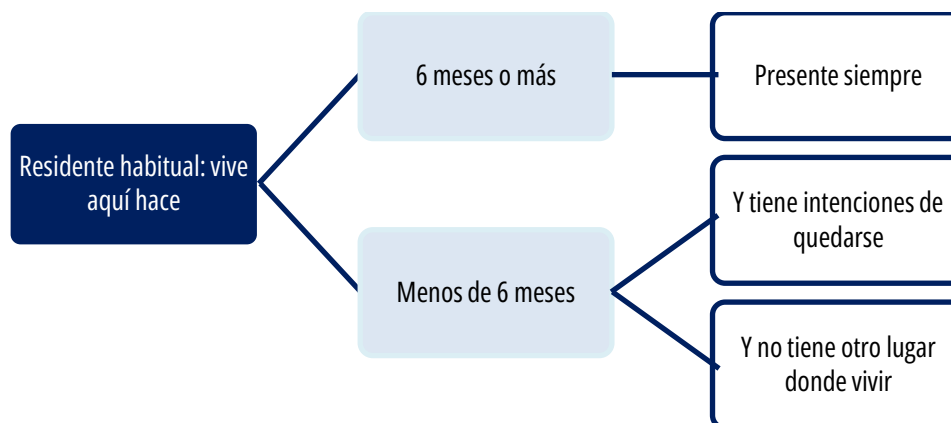 Residente habitual: vive
aquí hace
6 meses o más
Presente siempre
Menos de 6 meses
Y tiene intenciones de
quedarse
Y no tiene otro lugar
donde vivir